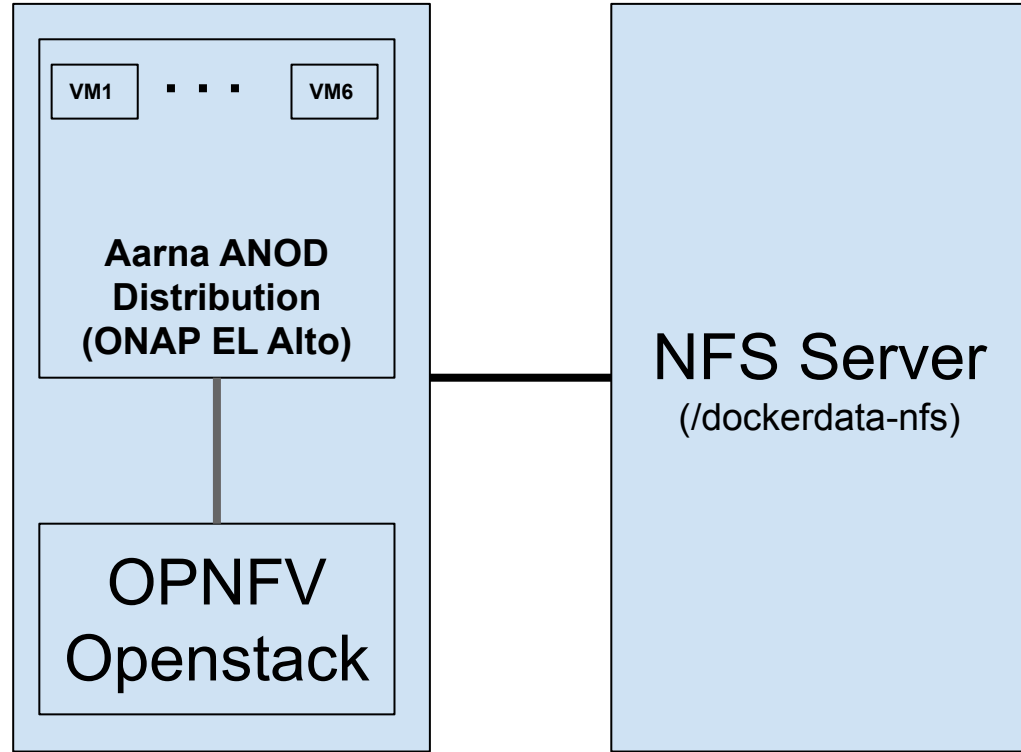 VM1 . . . VM6
Aarna ANOD
Distribution
(ONAP EL Alto)
OPNFV
Openstack
NFS Server
(/dockerdata-nfs)